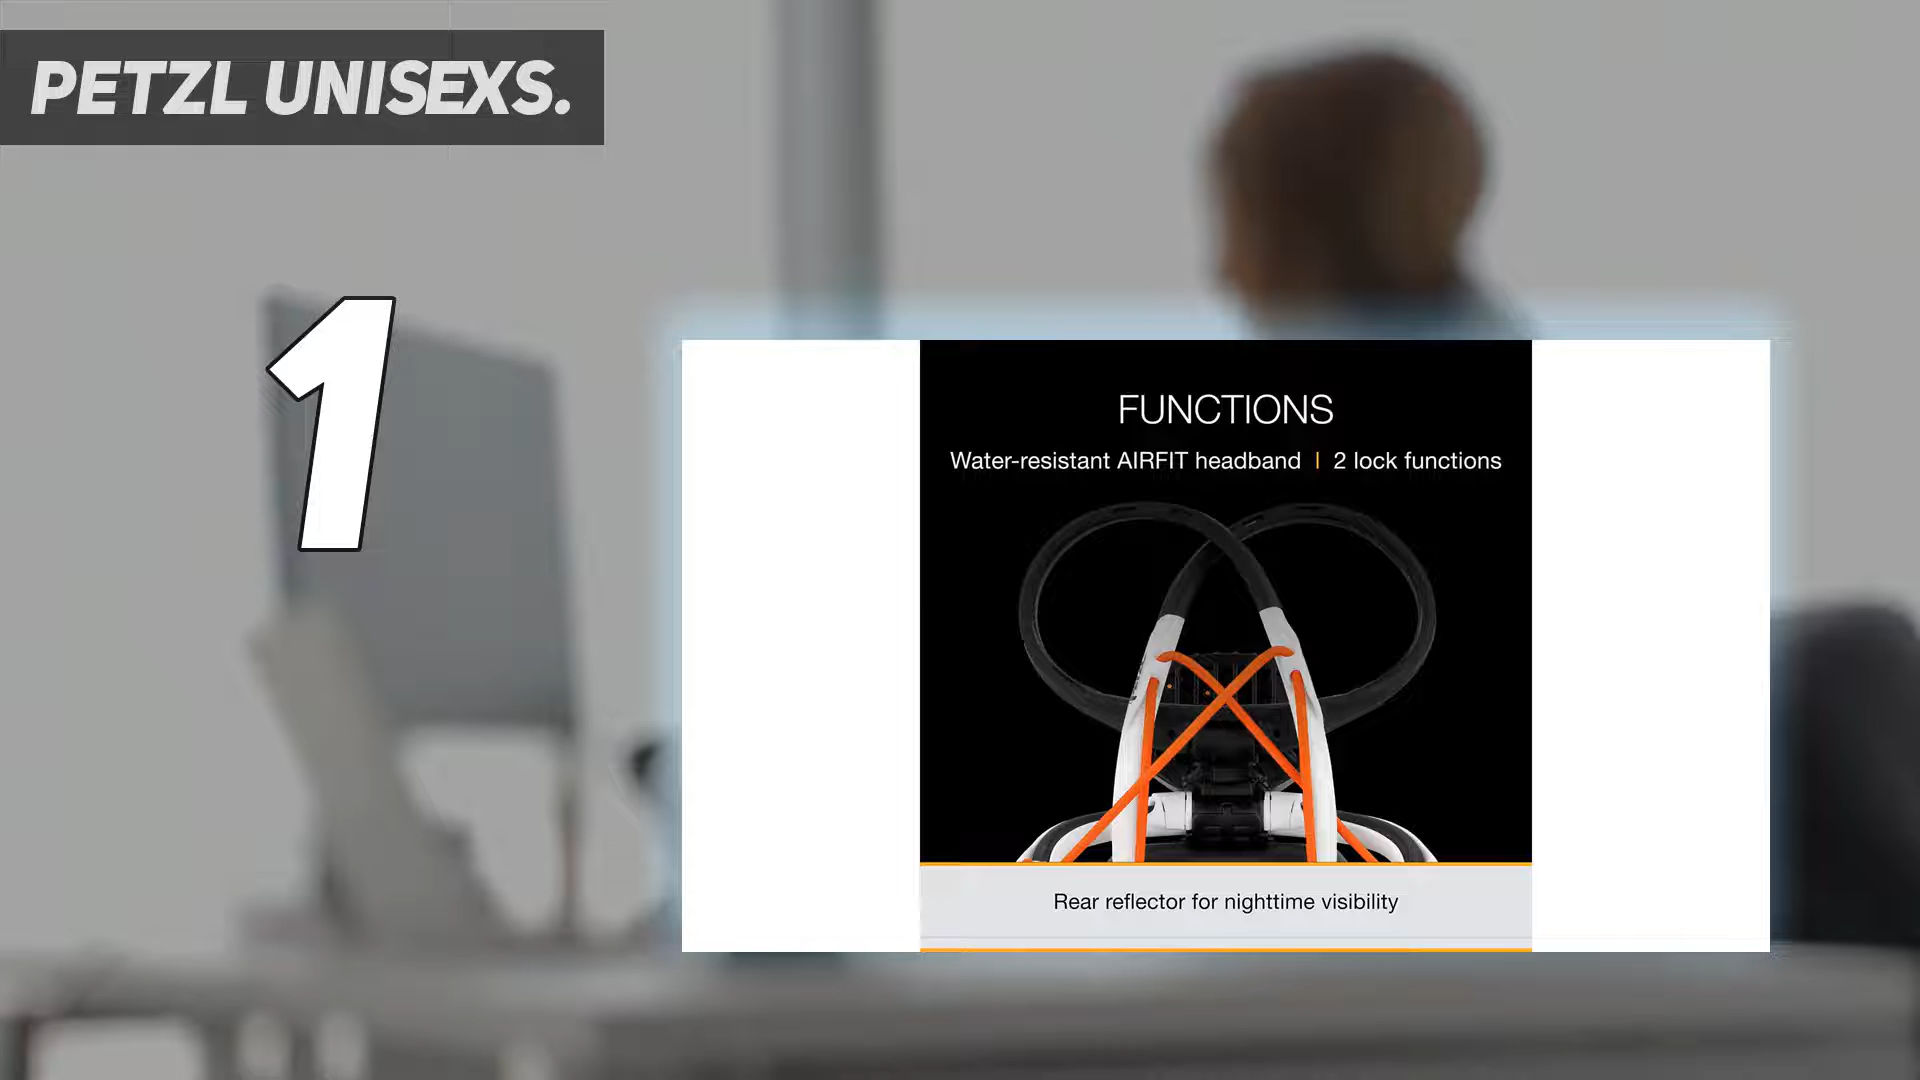 PETZL UNISEXS.
1
FUNCTIONS
Water-resistant AIRFIT headband | 2 lock functions
Rear reflector for nighttime visibility